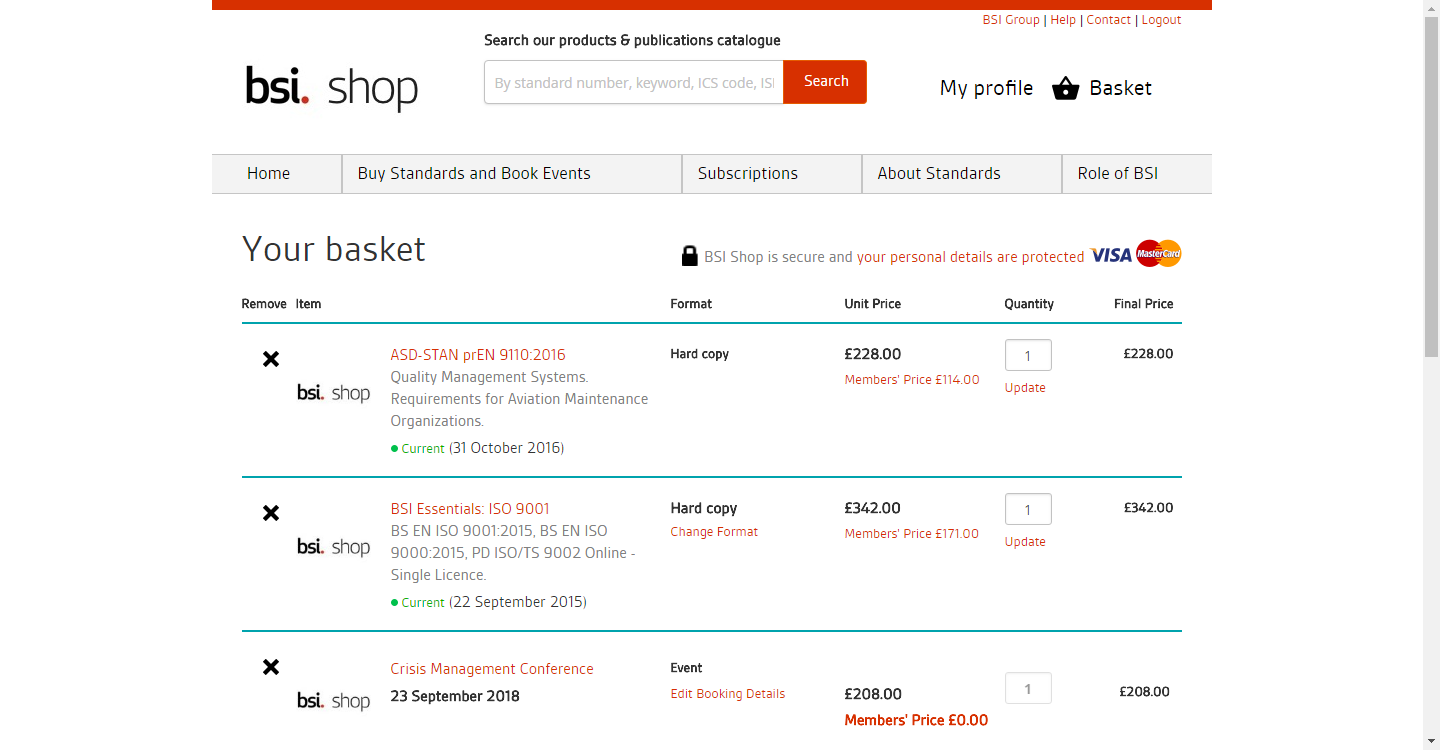 BSI Group | Help | Contact | Logout
Search our products & publications catalogue
bsi. shop
By standard number, keyword, ICS code, ISI
Search
My profile
Basket
Home
Buy Standards and Book Events
Subscriptions
About Standards
Role of BSI
Your basket
BSI Shop is secure and your personal details are protected
VISA
MasterCard
Remove Item Format Unit Price Quantity Final Price
ASD-STAN prEN 9110:2016
Quality Management Systems.
Requirements for Aviation Maintenance
Organizations.
Current (31 October 2016)
bsi. shop
Hard copy
£228.00
Members' Price £114.00
1
Update
£228.00
BSI Essentials: ISO 9001
BS EN ISO 9001:2015, BS EN ISO
9000:2015, PD ISO/TS 9002 Online -
Single Licence.
Current (22 September 2015)
bsi. shop
Hard copy
Change Format
£342.00
Members' Price £171.00
1
Update
£342.00
Crisis Management Conference
23 September 2018
bsi. shop
Event
Edit Booking Details
£208.00
Members' Price £0.00
1
£208.00